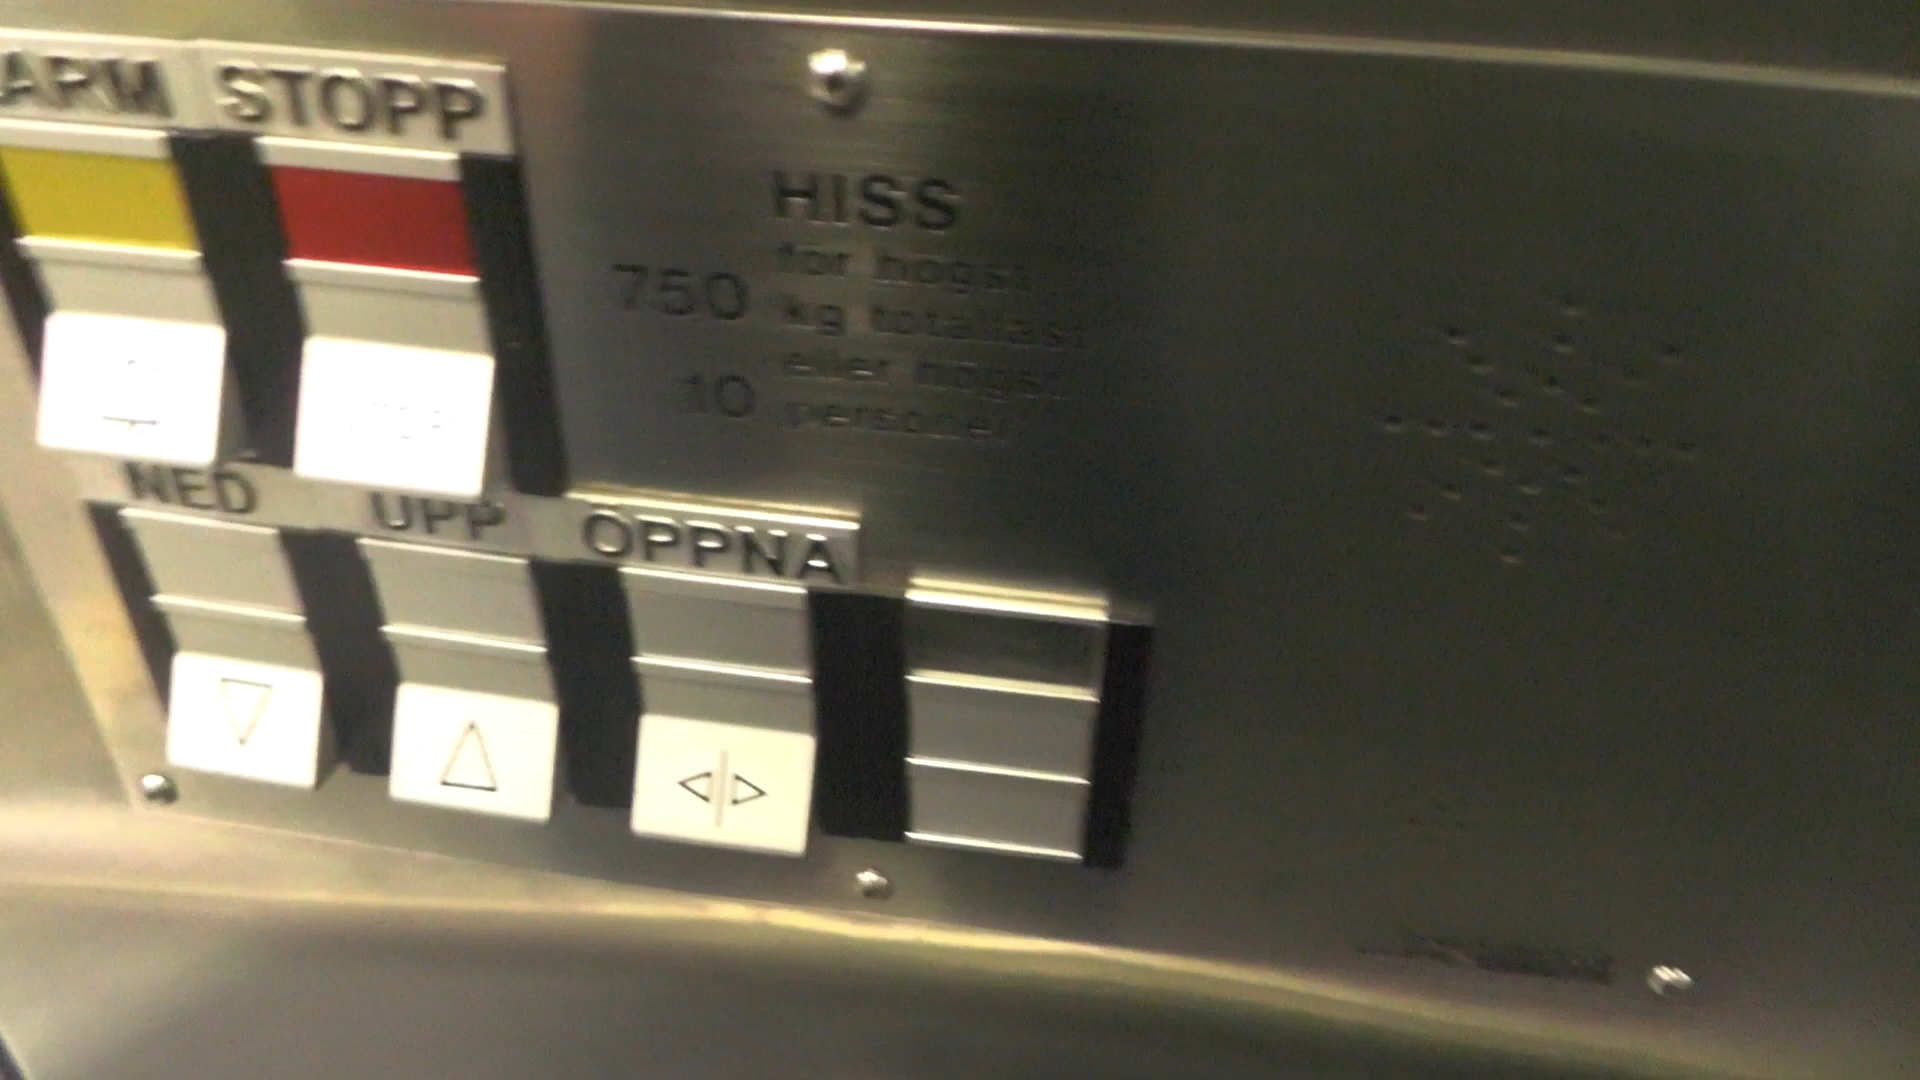 ARM STOPP
HISS
för högst
750 kg totallast
eller högst
10 personer
NED UPP ÖPPNA